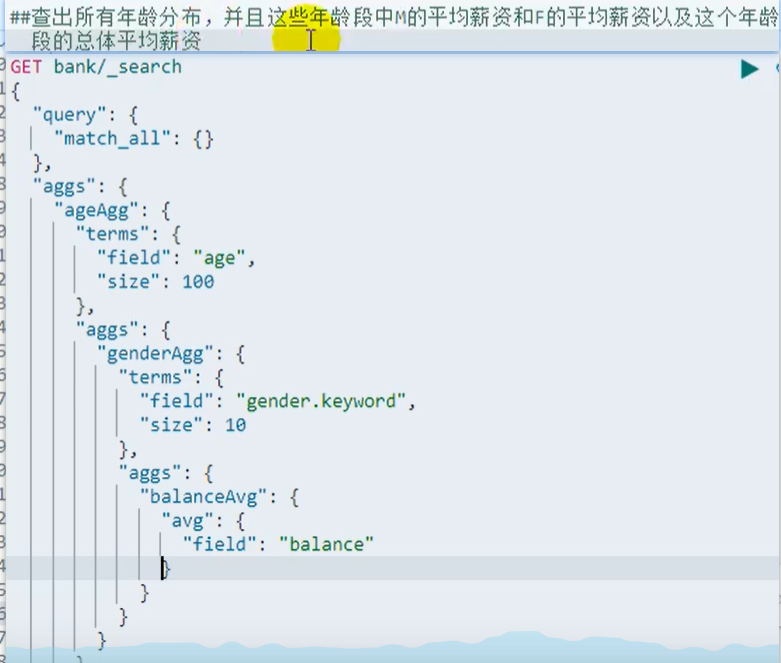 ##查出所有年龄分布，并且这些年龄段中M的平均薪资和F的平均薪资以及这个年龄
段的总体平均薪资
GET bank/_search
{
  "query": {
    "match_all": {}
  },
  "aggs": {
    "ageAgg": {
      "terms": {
        "field": "age",
        "size": 100
      },
      "aggs": {
        "genderAgg": {
          "terms": {
            "field": "gender.keyword",
            "size": 10
          },
          "aggs": {
            "balanceAvg": {
              "avg": {
                "field": "balance"
              }
            }
          }
        }